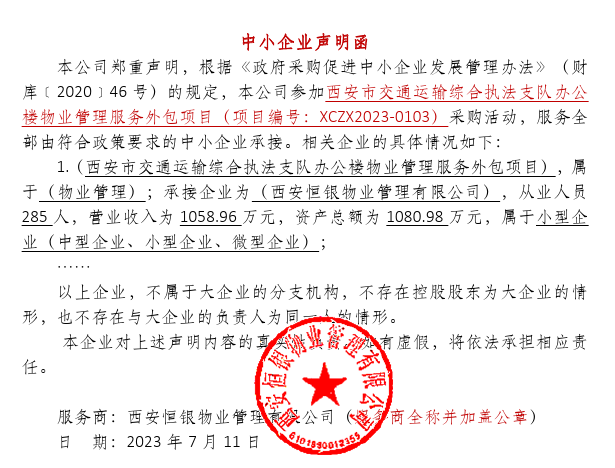 中小企业声明函
本公司郑重声明，根据《政府采购促进中小企业发展管理办法》（财
库﹝2020﹞46号）的规定，本公司参加西安市交通运输综合执法支队办公
楼物业管理服务外包项目（项目编号：XCZX2023-0103）采购活动，服务全
部由符合政策要求的中小企业承接。相关企业的具体情况如下：
1.（西安市交通运输综合执法支队办公楼物业管理服务外包项目），属
于（物业管理）；承接企业为（西安恒银物业管理有限公司），从业人员
285人，营业收入为1058.96万元，资产总额为1080.98万元，属于小型企
业（中型企业、小型企业、微型企业）；
……
以上企业，不属于大企业的分支机构，不存在控股股东为大企业的情
形，也不存在与大企业的负责人为同一人的情形。
本企业对上述声明内容的真 有虚假，将依法承担相应责
任。
西安恒银物业管理有限公司
6101990012355
服务商：西安恒银物业管理有限公司（ 商全称并加盖公章）
日 期：2023年7月11日